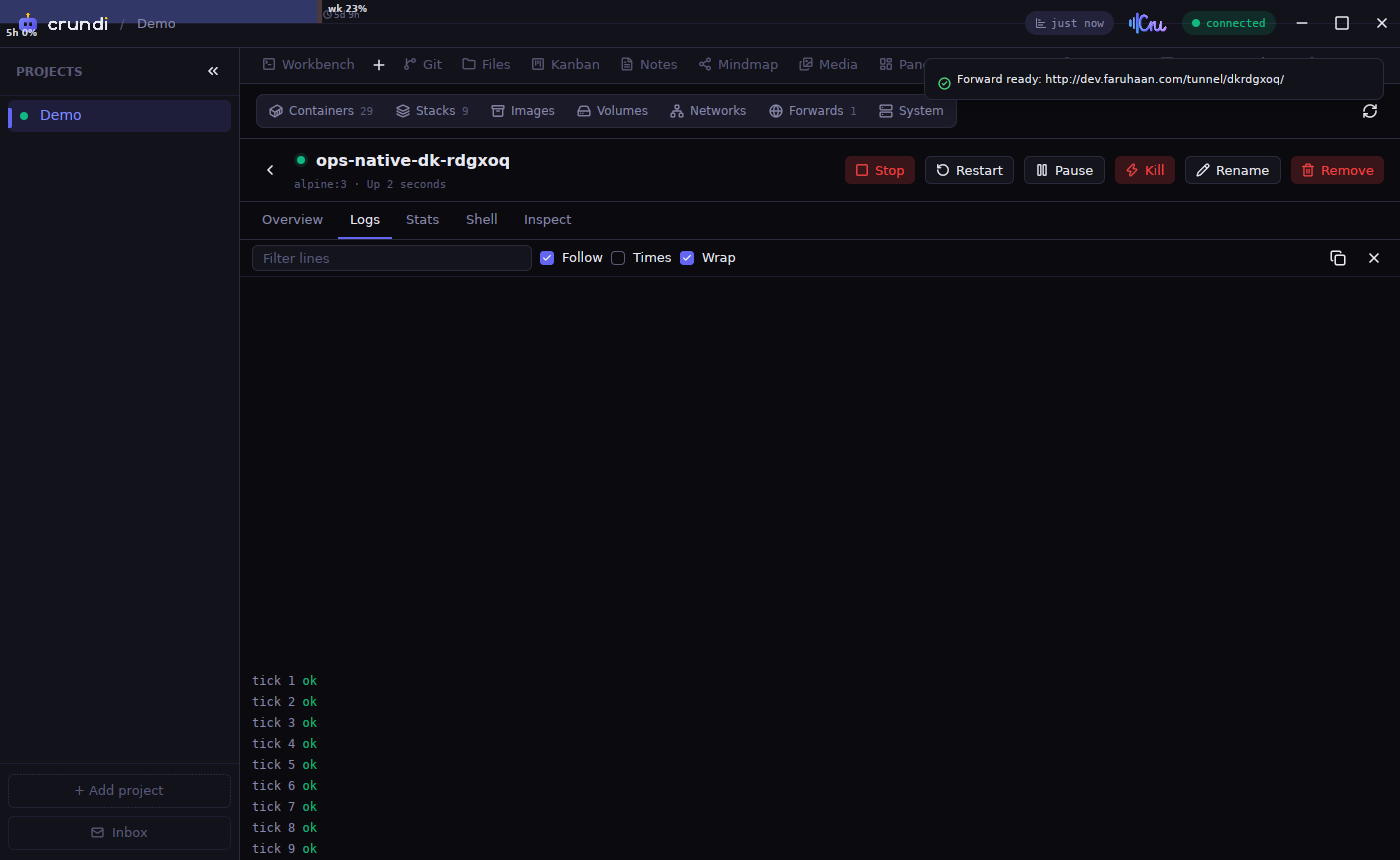 wk 23%
5d 9h
crundi / Demo
5h 0%
just now
Cru
connected
PROJECTS
Workbench
Git
Files
Kanban
Notes
Mindmap
Media
Forward ready: http://dev.faruhaan.com/tunnel/dkrdgxoq/
Demo
Containers 29
Stacks 9
Images
Volumes
Networks
Forwards 1
System
ops-native-dk-rdgxoq
alpine:3 · Up 2 seconds
Stop
Restart
Pause
Kill
Rename
Remove
Overview
Logs
Stats
Shell
Inspect
Filter lines
Follow
Times
Wrap
tick 1 ok
tick 2 ok
tick 3 ok
tick 4 ok
tick 5 ok
tick 6 ok
tick 7 ok
tick 8 ok
tick 9 ok
+ Add project
Inbox